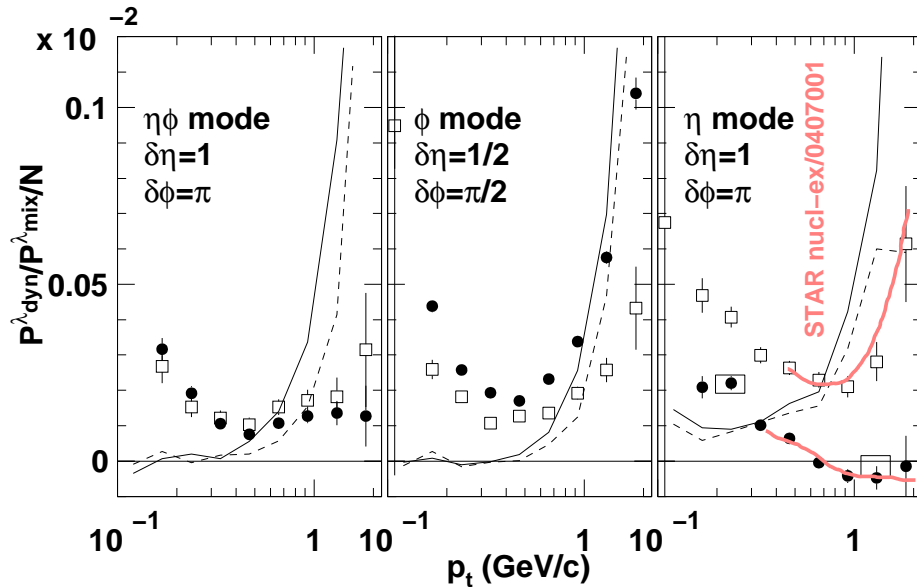 x 10⁻²
0.1
0.05
0
P^λ_dyn/P^λ_mix/N
ηφ mode
δη=1
δφ=π
φ mode
δη=1/2
δφ=π/2
η mode
δη=1
δφ=π
STAR nucl-ex/0407001
10⁻¹
1
10
10⁻¹
1
10
10⁻¹
1
10
p_t (GeV/c)